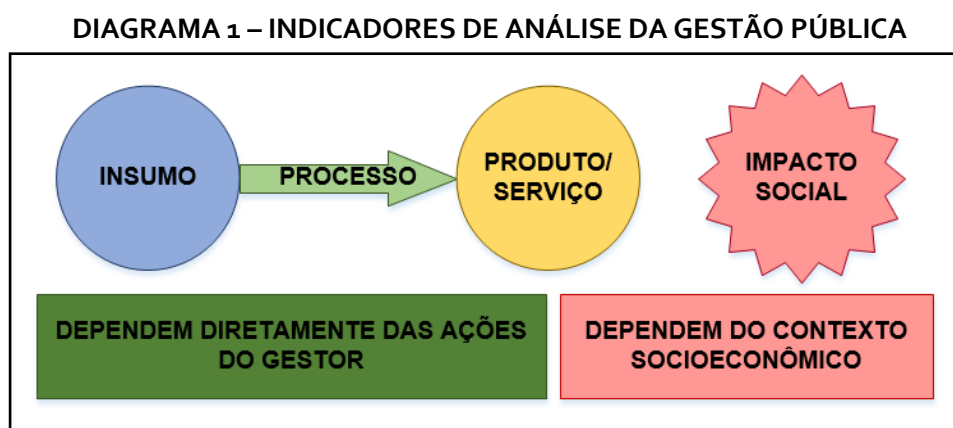 DIAGRAMA 1 – INDICADORES DE ANÁLISE DA GESTÃO PÚBLICA
INSUMO
PROCESSO
PRODUTO/
SERVIÇO
IMPACTO
SOCIAL
DEPENDEM DIRETAMENTE DAS AÇÕES
DO GESTOR
DEPENDEM DO CONTEXTO
SOCIOECONÔMICO